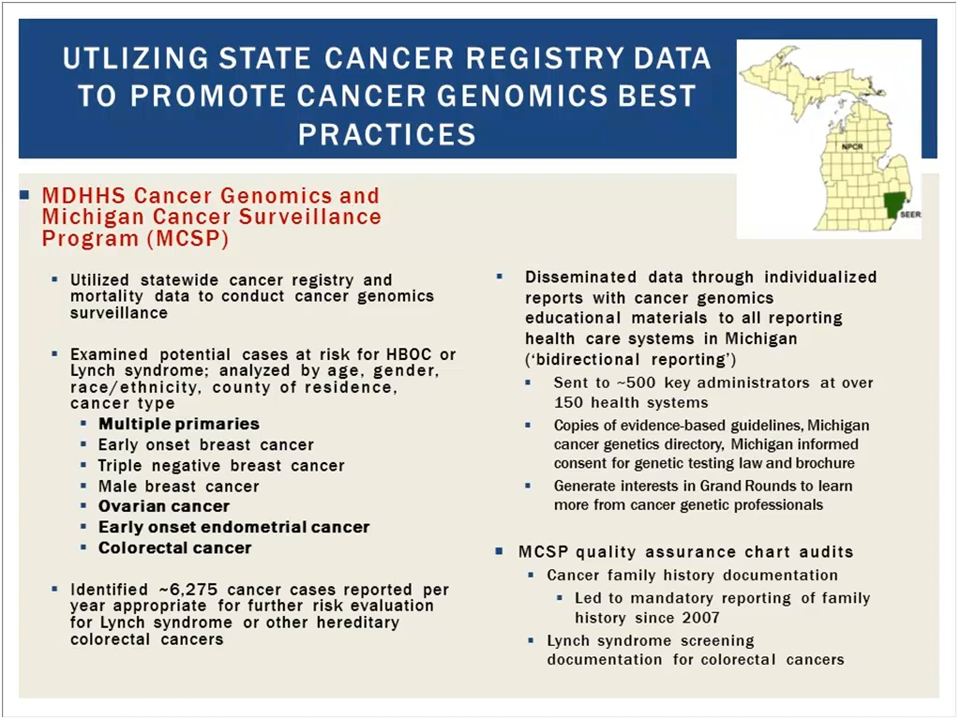 UTLIZING STATE CANCER REGISTRY DATA
TO PROMOTE CANCER GENOMICS BEST
PRACTICES
NPCR
SEER
MDHHS Cancer Genomics and
Michigan Cancer Surveillance
Program (MCSP)
Utilized statewide cancer registry and
mortality data to conduct cancer genomics
surveillance
Examined potential cases at risk for HBOC or
Lynch syndrome; analyzed by age, gender,
race/ethnicity, county of residence,
cancer type
Multiple primaries
Early onset breast cancer
Triple negative breast cancer
Male breast cancer
Ovarian cancer
Early onset endometrial cancer
Colorectal cancer
Identified ~6,275 cancer cases reported per
year appropriate for further risk evaluation
for Lynch syndrome or other hereditary
colorectal cancers
Disseminated data through individualized
reports with cancer genomics
educational materials to all reporting
health care systems in Michigan
(‘bidirectional reporting’)
Sent to ~500 key administrators at over
150 health systems
Copies of evidence-based guidelines, Michigan
cancer genetics directory, Michigan informed
consent for genetic testing law and brochure
Generate interests in Grand Rounds to learn
more from cancer genetic professionals
MCSP quality assurance chart audits
Cancer family history documentation
Led to mandatory reporting of family
history since 2007
Lynch syndrome screening
documentation for colorectal cancers